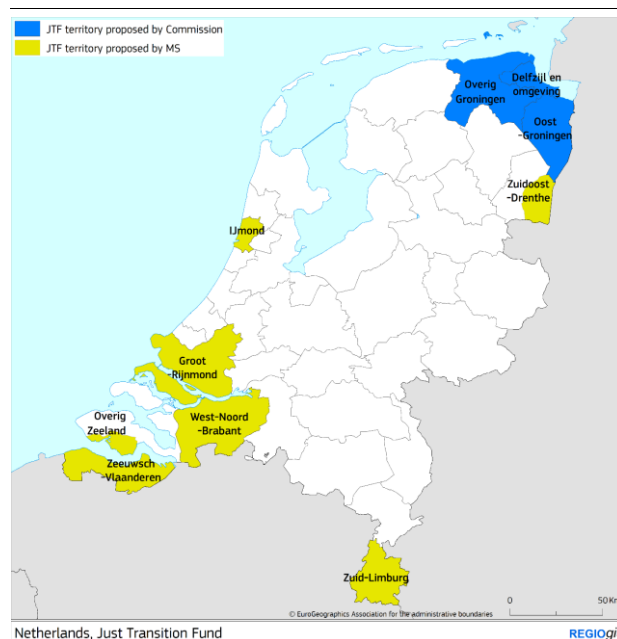 JTF territory proposed by Commission
JTF territory proposed by MS
Overig
Groningen
Delfzijl en
omgeving
Oost
-Groningen
Zuidoost
-Drenthe
IJmond
Groot
-Rijnmond
West-Noord
-Brabant
Overig
Zeeland
Zeeuwsch
-Vlaanderen
Zuid-Limburg
0 50 K
© EuroGeographics Association for the administrative boundaries
Netherlands, Just Transition Fund
REGIOgi